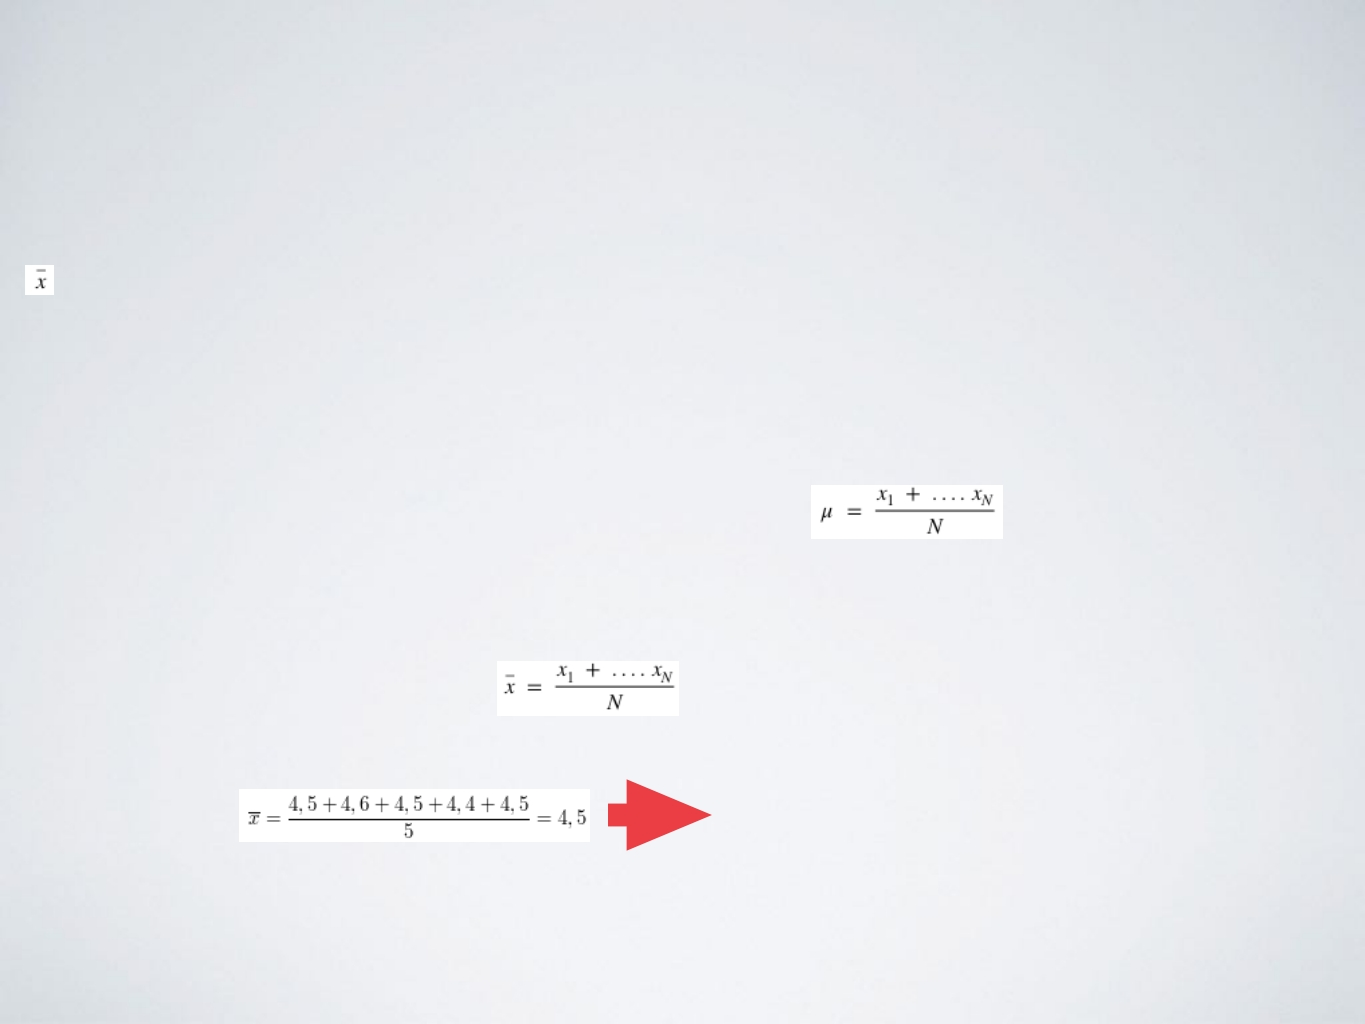 x̄
μ = x₁ + .... x_N / N
x̄ = x₁ + .... x_N / N
x̄ = 4,5 + 4,6 + 4,5 + 4,4 + 4,5 / 5 = 4,5